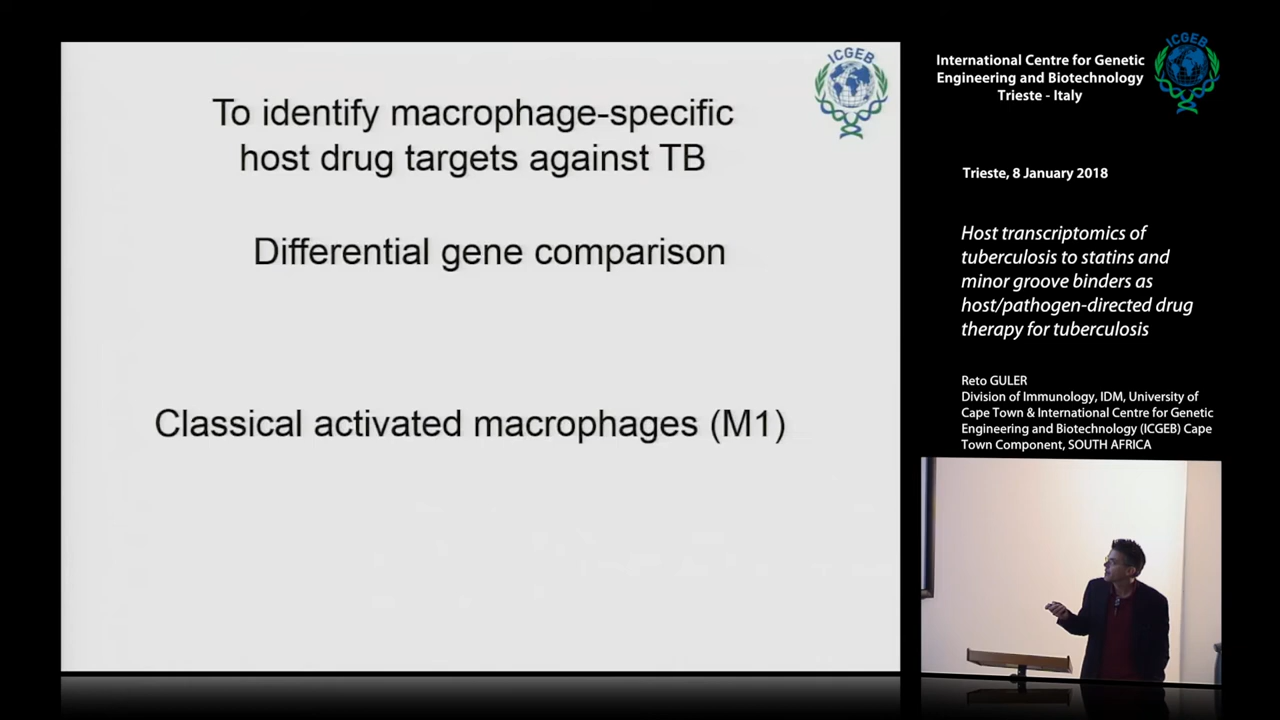 To identify macrophage-specific
host drug targets against TB
Differential gene comparison
Classical activated macrophages (M1)
ICGEB
International Centre for Genetic
Engineering and Biotechnology
Trieste - Italy
ICGEB
Trieste, 8 January 2018
Host transcriptomics of
tuberculosis to statins and
minor groove binders as
host/pathogen-directed drug
therapy for tuberculosis
Reto GULER
Division of Immunology, IDM, University of
Cape Town & International Centre for Genetic
Engineering and Biotechnology (ICGEB) Cape
Town Component, SOUTH AFRICA